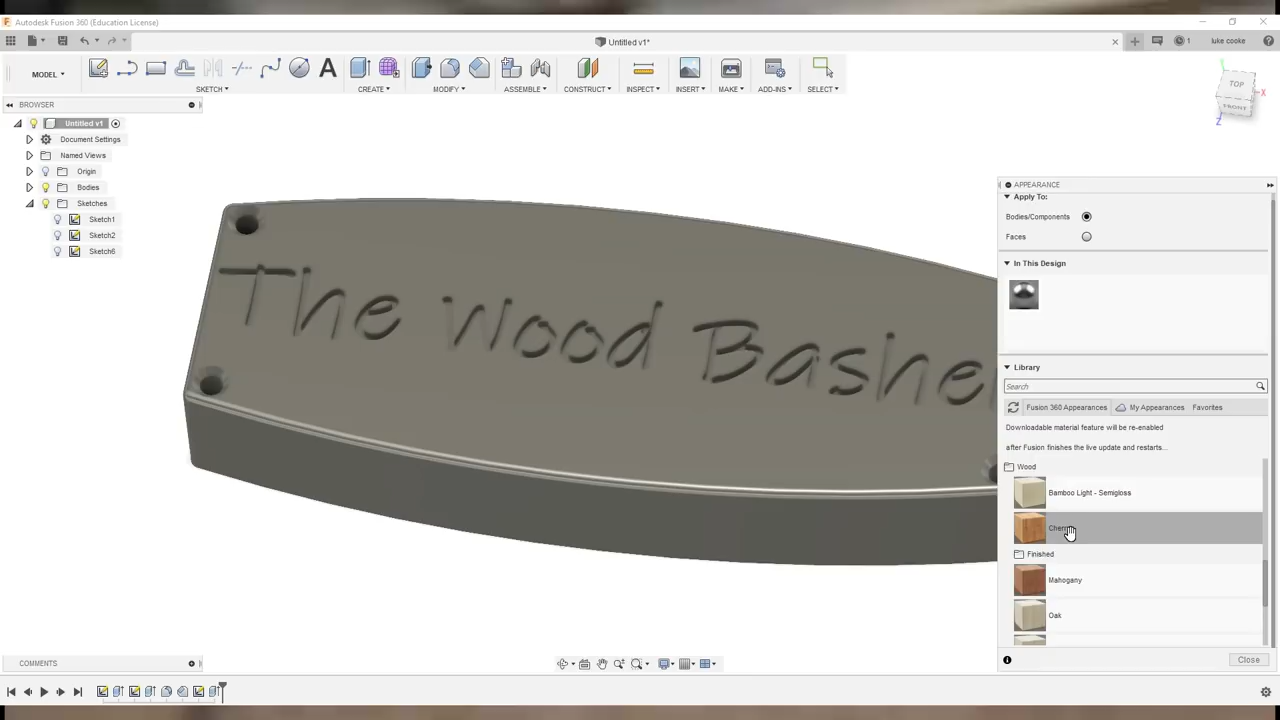 Autodesk Fusion 360 (Education License)
Untitled v1*
1
luke cooke
MODEL
SKETCH
CREATE
MODIFY
ASSEMBLE
CONSTRUCT
INSPECT
INSERT
MAKE
ADD-INS
SELECT
TOP
FRONT
X
Y
Z
BROWSER
Untitled v1
Document Settings
Named Views
Origin
Bodies
Sketches
Sketch1
Sketch2
Sketch6
The Wood Bashe
APPEARANCE
Apply To:
Bodies/Components
Faces
In This Design
Library
Search
Fusion 360 Appearances
My Appearances
Favorites
Downloadable material feature will be re-enabled
after Fusion finishes the live update and restarts...
Wood
Bamboo Light - Semigloss
Finished
Mahogany
Oak
Close
COMMENTS